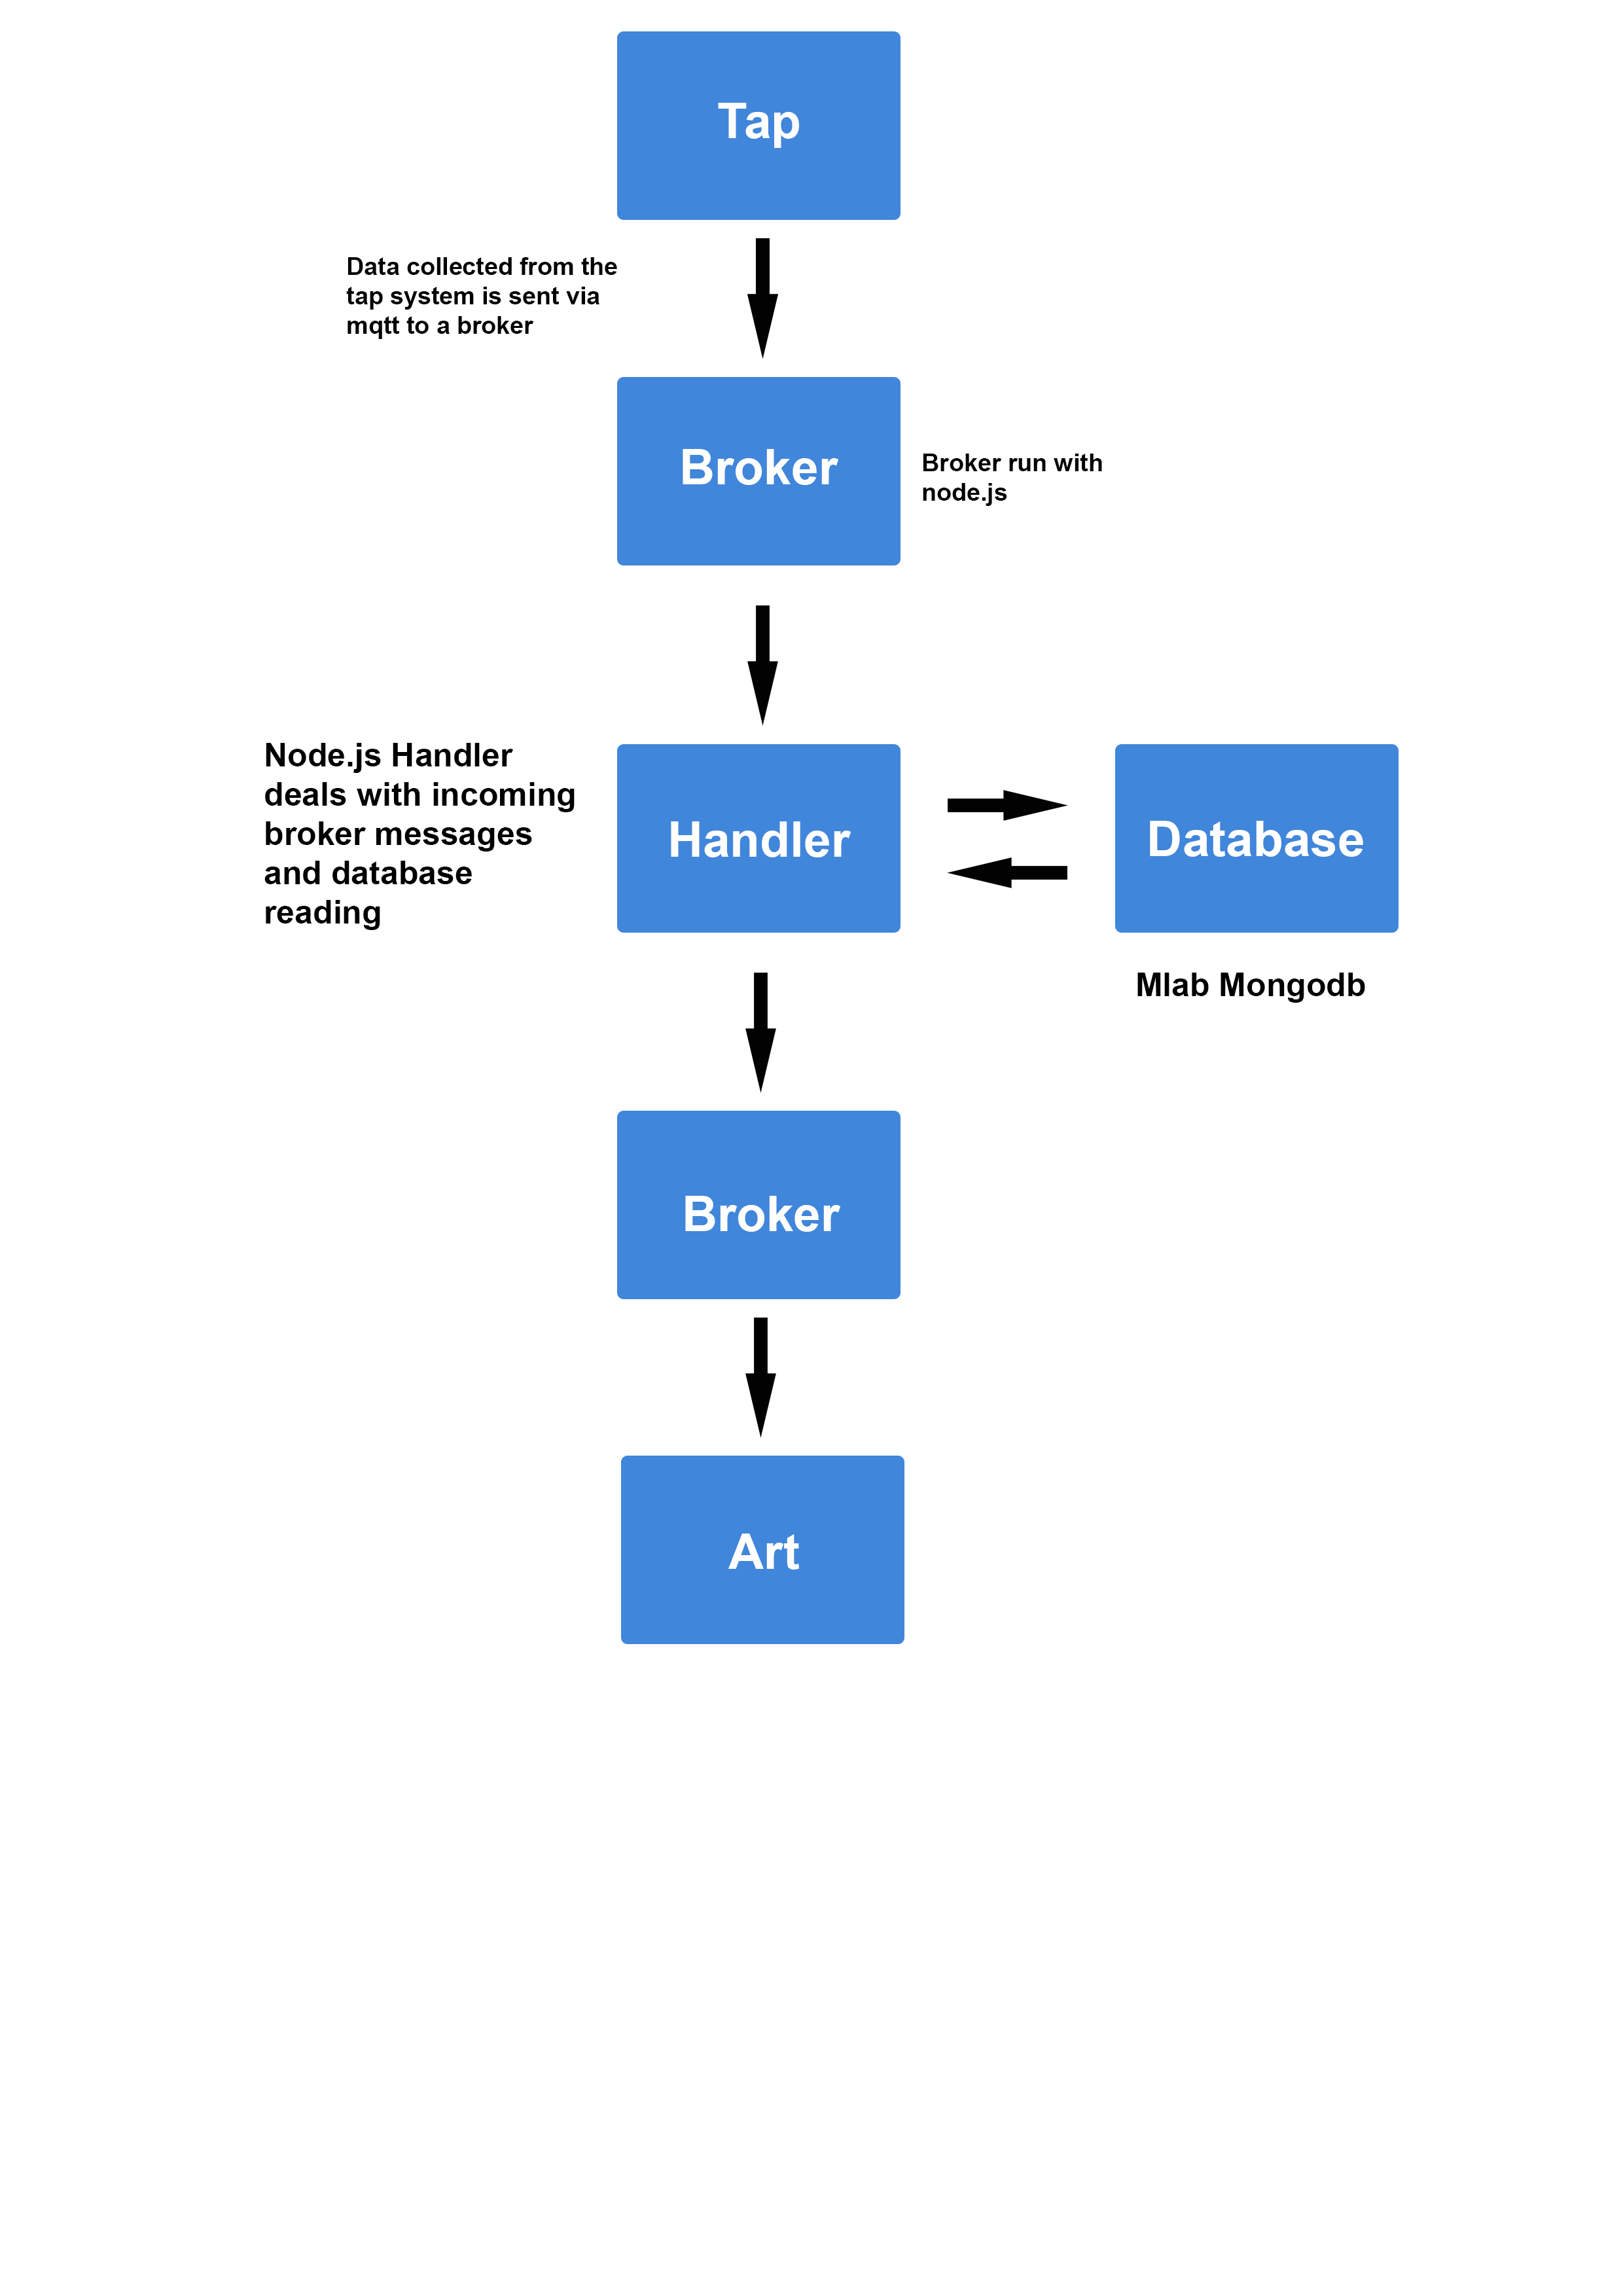 Tap
Data collected from the
tap system is sent via
mqtt to a broker
Broker
Broker run with
node.js
Node.js Handler
deals with incoming
broker messages
and database
reading
Handler
Database
Mlab Mongodb
Broker
Art